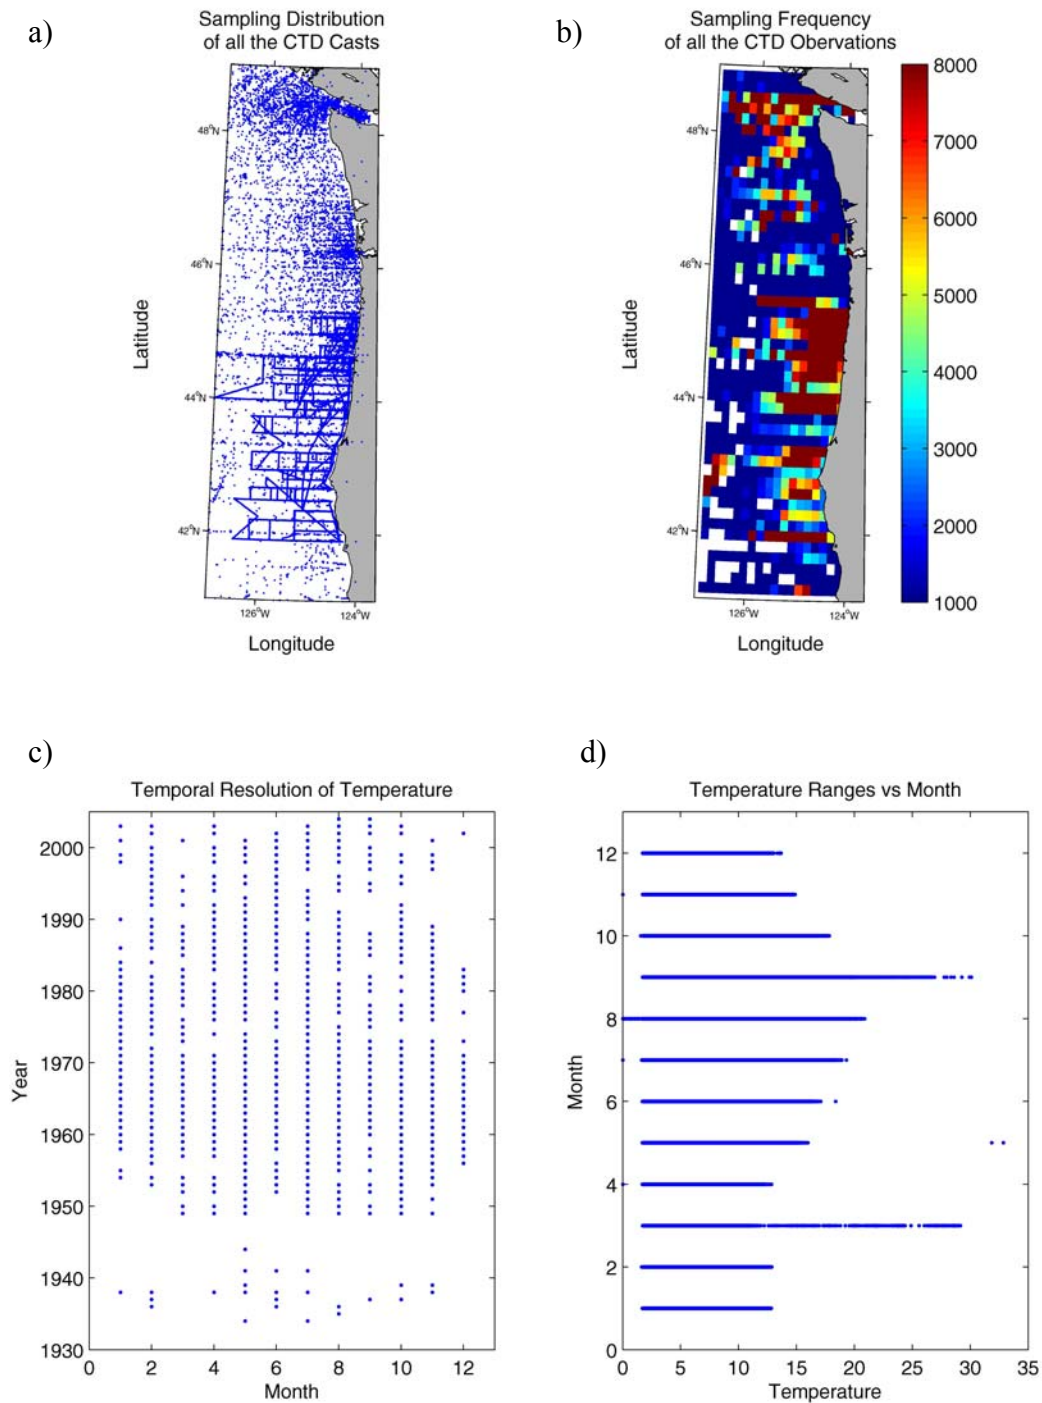 a)
Sampling Distribution
of all the CTD Casts
48°N
46°N
44°N
42°N
126°W
124°W
Latitude
Longitude
b)
Sampling Frequency
of all the CTD Obervations
48°N
46°N
44°N
42°N
126°W
124°W
Latitude
Longitude
8000
7000
6000
5000
4000
3000
2000
1000
c)
Temporal Resolution of Temperature
2000
1990
1980
1970
1960
1950
1940
1930
0 2 4 6 8 10 12
Year
Month
d)
Temperature Ranges vs Month
12
10
8
6
4
2
0
0 5 10 15 20 25 30 35
Month
Temperature